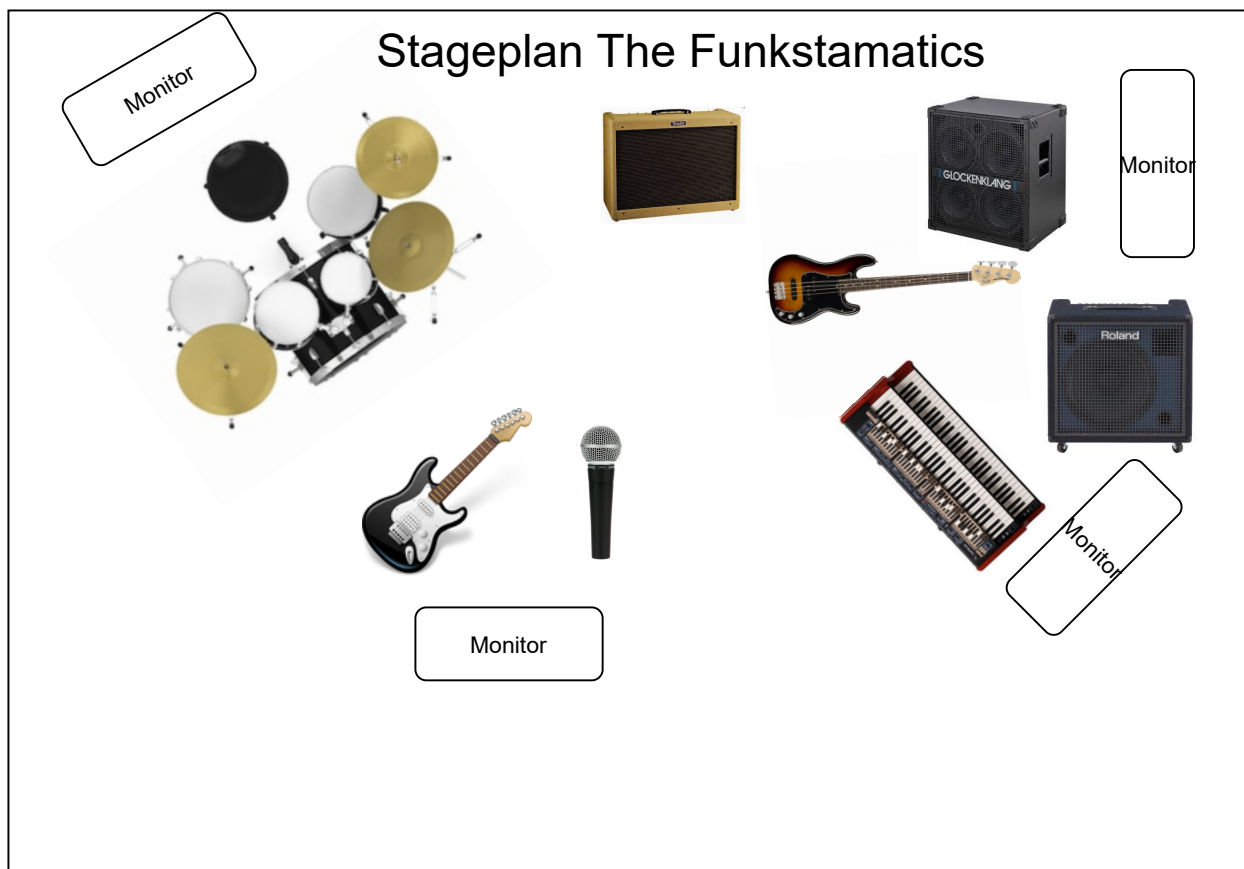 Stageplan The Funkstamatics
Monitor
GLOCKENKLANG
Monitor
Roland
Monitor
Monitor